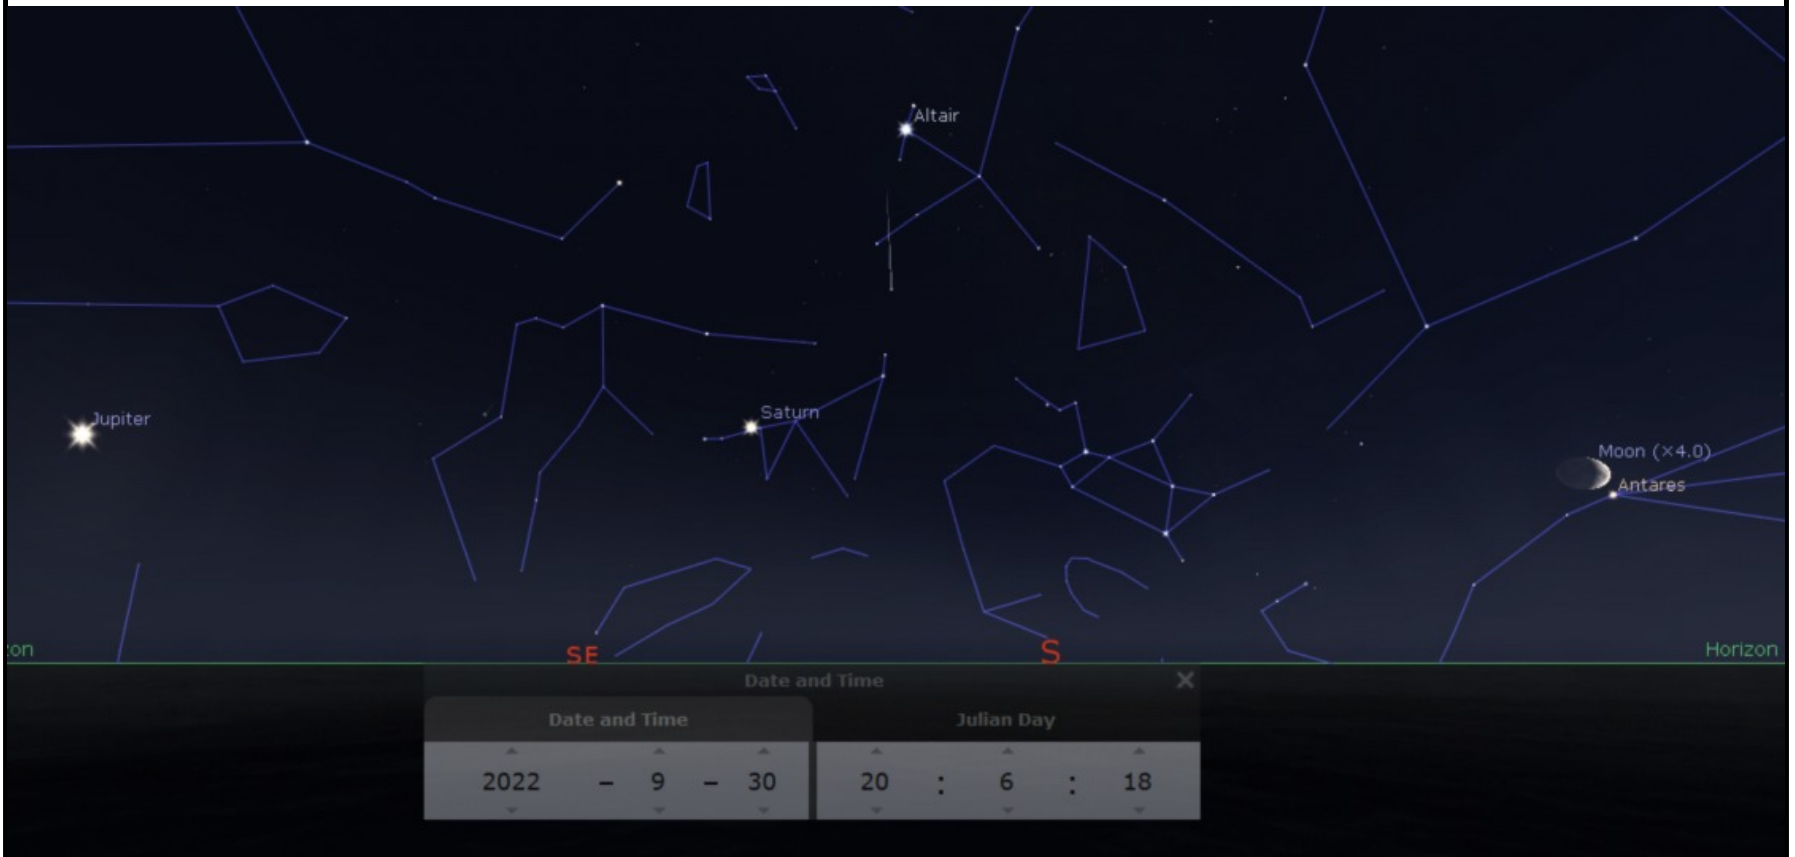 Altair
Jupiter
Saturn
Moon (×4.0)
Antares
zon
SE
S
Horizon
Date and Time
Date and Time
Julian Day
2022 – 9 – 30
20 : 6 : 18